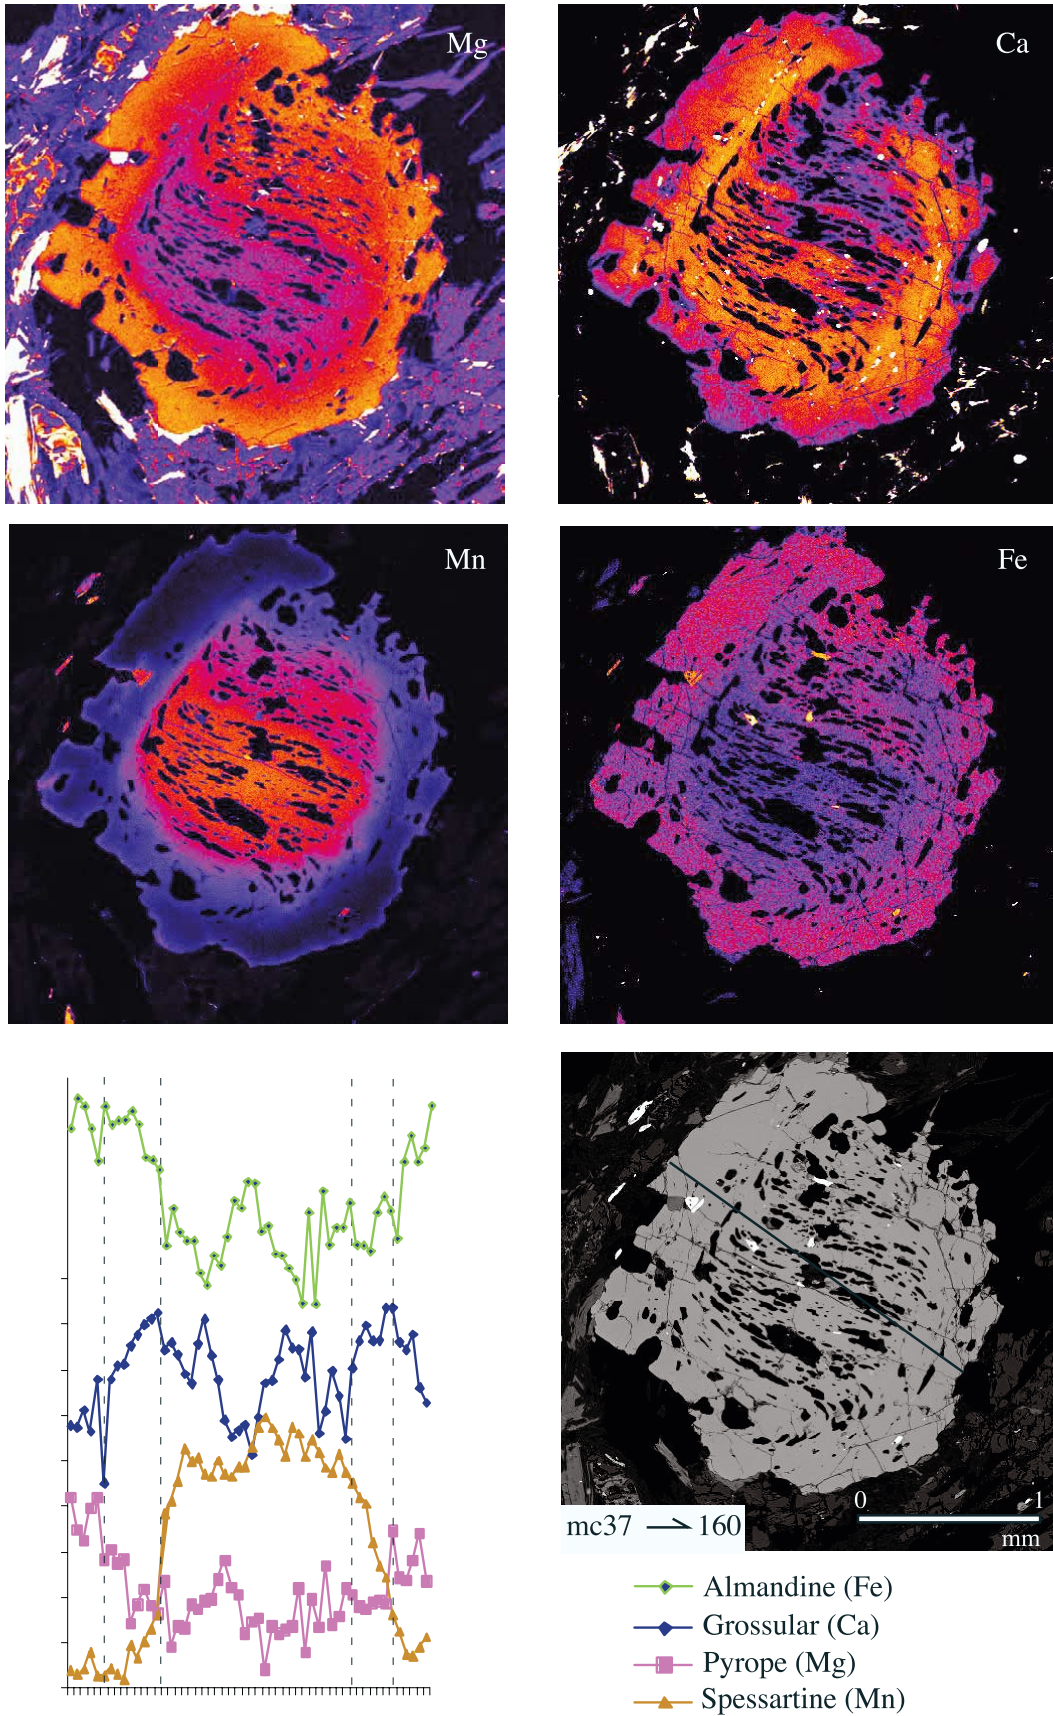 Mg
Ca
Mn
Fe
0 1
mm
mc37 160
Almandine (Fe)
Grossular (Ca)
Pyrope (Mg)
Spessartine (Mn)